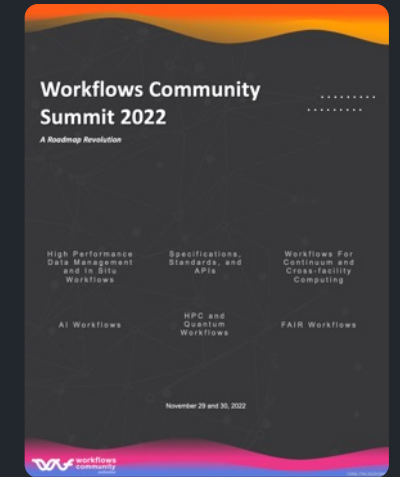 Workflows Community
Summit 2022
A Roadmap Revolution
High Performance
Data Management
and In Situ
Workflows
Specifications,
Standards, and
APIs
Workflows For
Continuum and
Cross-facility
Computing
AI Workflows
HPC and
Quantum
Workflows
FAIR Workflows
November 29 and 30, 2022
workflows
community